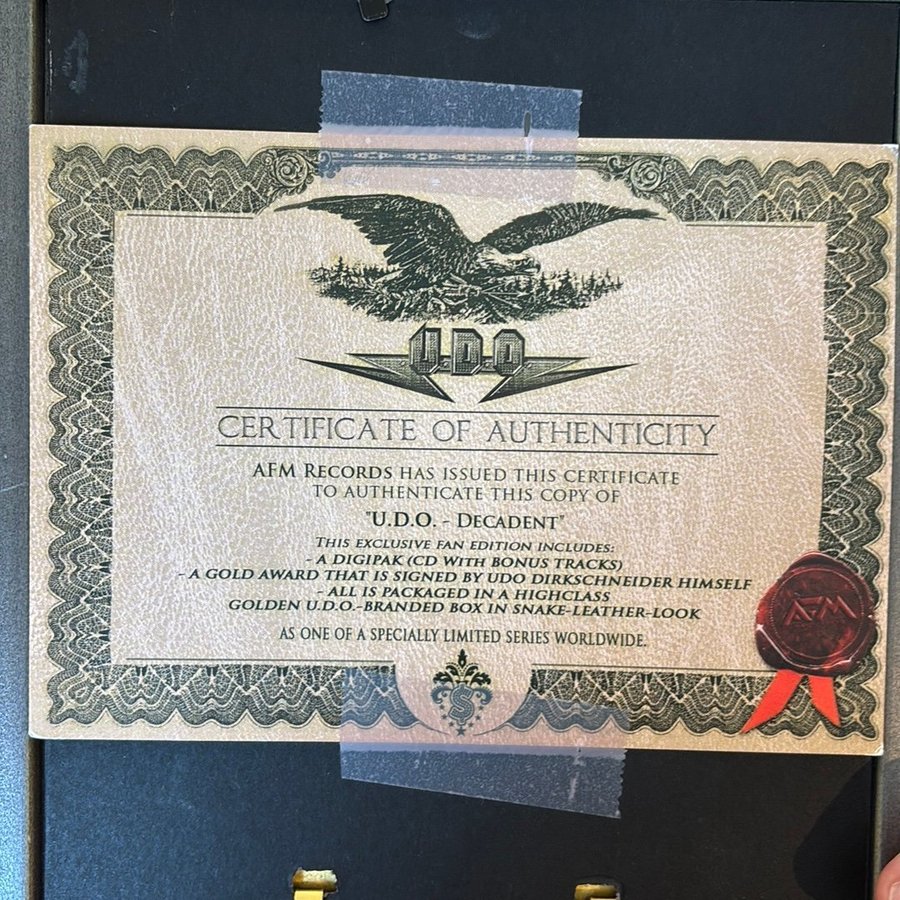 U.D.O
CERTIFICATE OF AUTHENTICITY
AFM RECORDS HAS ISSUED THIS CERTIFICATE
TO AUTHENTICATE THIS COPY OF
"U.D.O. - DECADENT"
THIS EXCLUSIVE FAN EDITION INCLUDES:
- A DIGIPAK (CD WITH BONUS TRACKS)
- A GOLD AWARD THAT IS SIGNED BY UDO DIRKSCHNEIDER HIMSELF
- ALL IS PACKAGED IN A HIGHCLASS
GOLDEN U.D.O.-BRANDED BOX IN SNAKE-LEATHER-LOOK
AS ONE OF A SPECIALLY LIMITED SERIES WORLDWIDE.
AFM
$